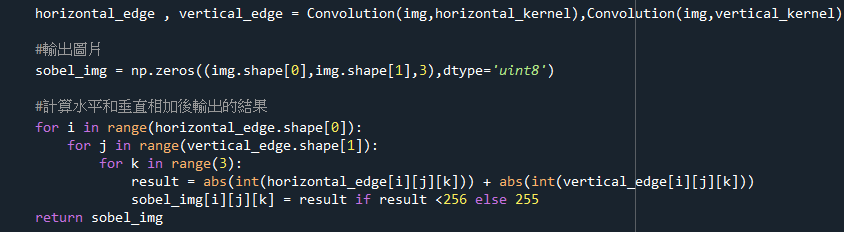 horizontal_edge , vertical_edge = Convolution(img,horizontal_kernel),Convolution(img,vertical_kernel)
#輸出圖片
sobel_img = np.zeros((img.shape[0],img.shape[1],3),dtype='uint8')
#計算水平和垂直相加後輸出的結果
for i in range(horizontal_edge.shape[0]):
    for j in range(vertical_edge.shape[1]):
        for k in range(3):
            result = abs(int(horizontal_edge[i][j][k])) + abs(int(vertical_edge[i][j][k]))
            sobel_img[i][j][k] = result if result <256 else 255
return sobel_img